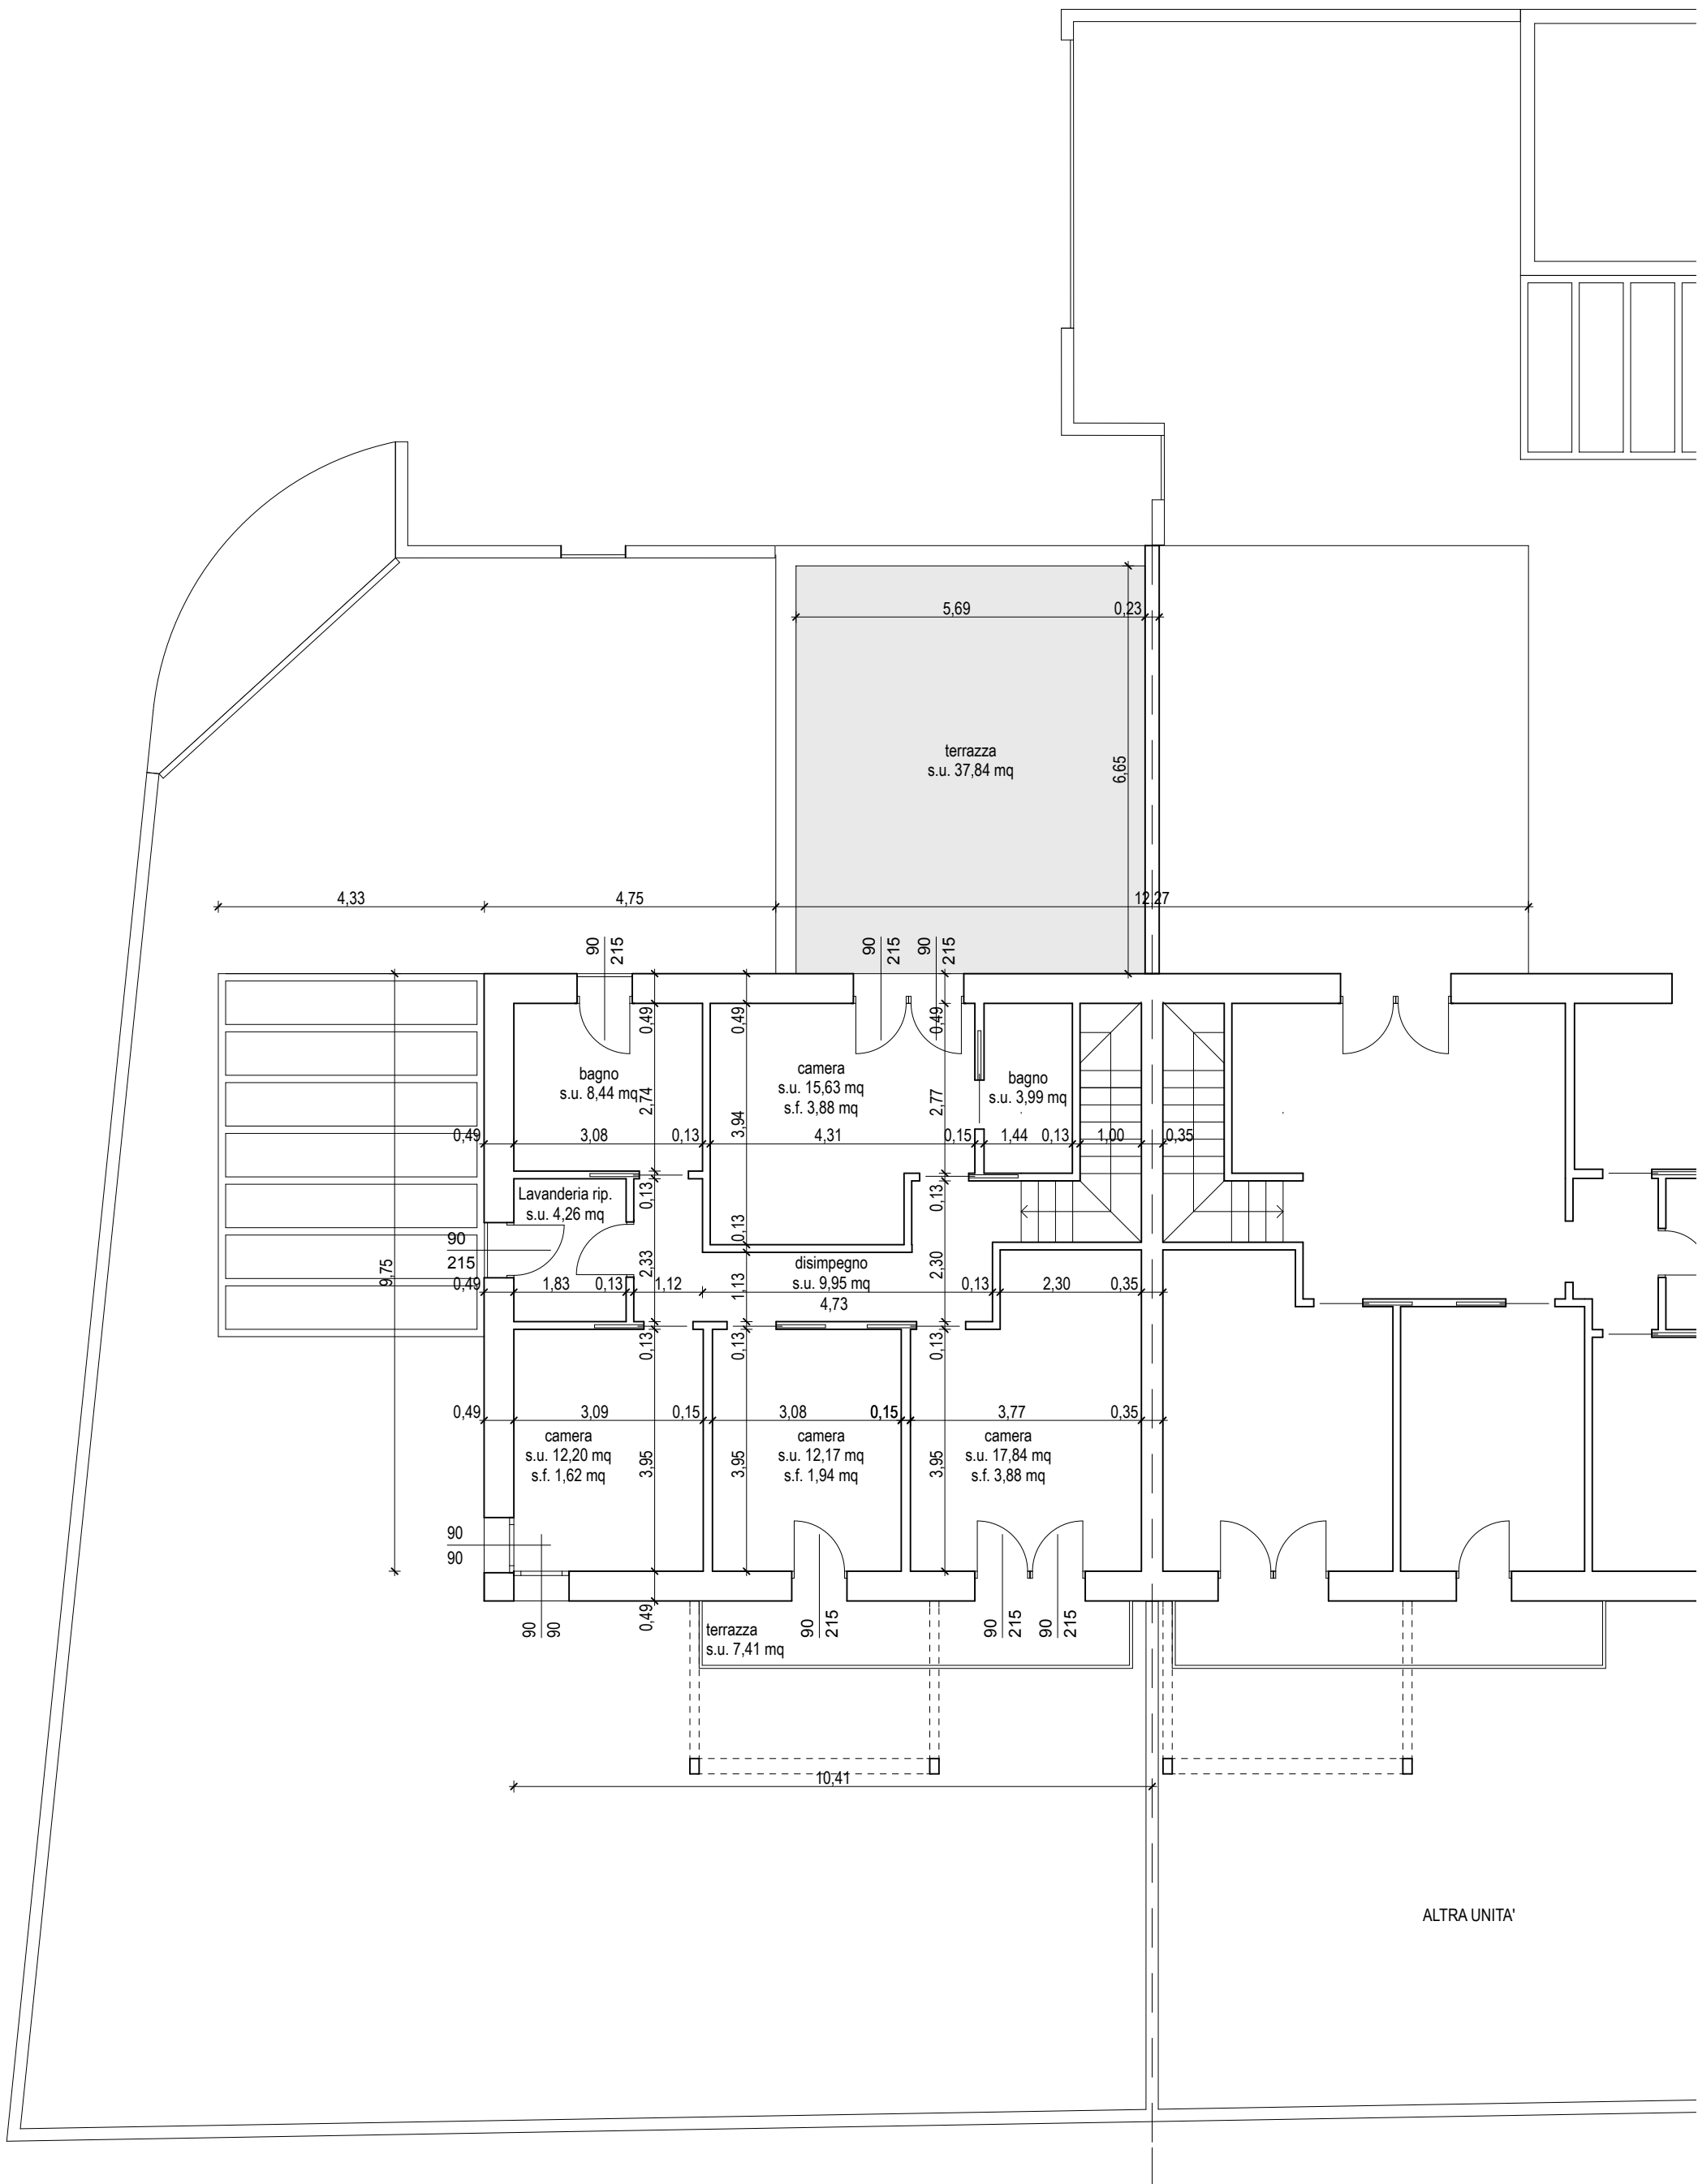 5,69
0,23
terrazza
s.u. 37,84 mq
6,65
4,33
4,75
12,27
90
215
90
215
90
215
0,49
0,49
0,49
bagno
s.u. 8,44 mq
2,74
camera
s.u. 15,63 mq
s.f. 3,88 mq
2,77
bagno
s.u. 3,99 mq
3,94
0,49
3,08
0,13
4,31
0,15
1,44
0,13
1,00
0,35
Lavanderia rip.
s.u. 4,26 mq
0,13
0,13
0,13
90
215
9,75
2,33
disimpegno
s.u. 9,95 mq
2,30
1,13
0,49
1,83
0,13
1,12
4,73
0,13
2,30
0,35
0,13
0,13
0,13
0,49
3,09
0,15
3,08
0,15
3,77
0,35
camera
s.u. 12,20 mq
s.f. 1,62 mq
3,95
camera
s.u. 12,17 mq
s.f. 1,94 mq
3,95
camera
s.u. 17,84 mq
s.f. 3,88 mq
3,95
90
90
0,49
90
90
terrazza
s.u. 7,41 mq
90
215
90
215
90
215
10,41
ALTRA UNITA'